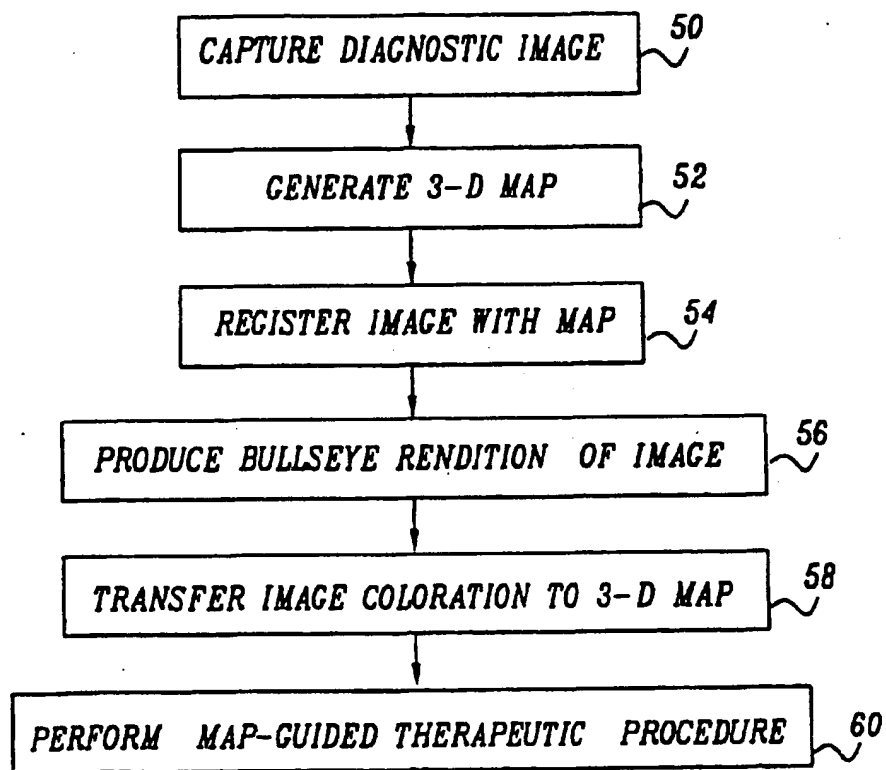 CAPTURE DIAGNOSTIC IMAGE 50
GENERATE 3-D MAP 52
REGISTER IMAGE WITH MAP 54
PRODUCE BULLSEYE RENDITION OF IMAGE 56
TRANSFER IMAGE COLORATION TO 3-D MAP 58
PERFORM MAP-GUIDED THERAPEUTIC PROCEDURE 60